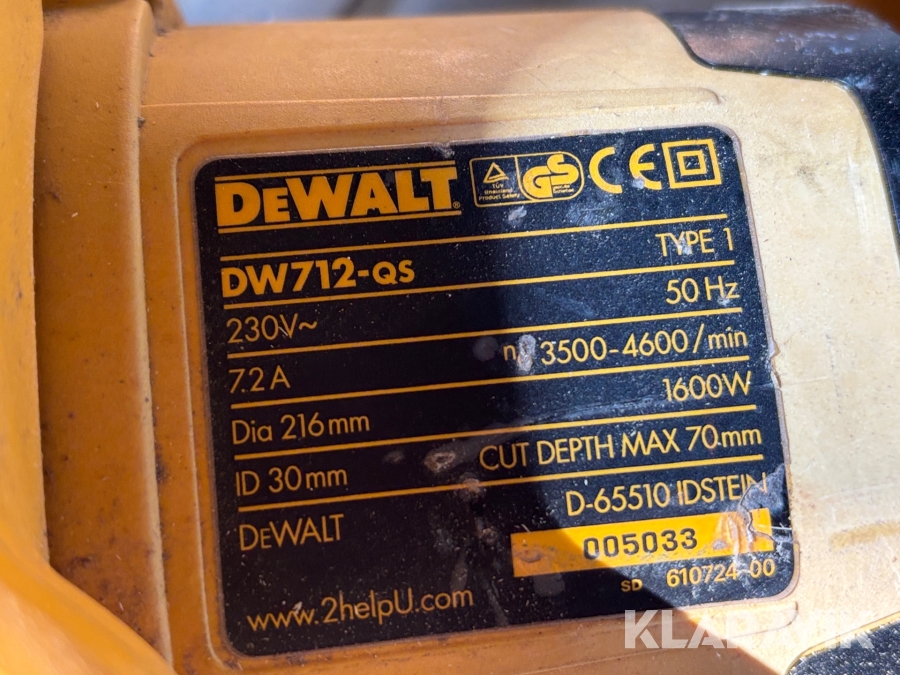 DEWALT
TÜV
Rheinland
Product Safety
GS
CE
DW712-QS TYPE 1
230V~ 50 Hz
7.2 A 3500-4600/min
Dia 216mm 1600W
ID 30mm CUT DEPTH MAX 70mm
DEWALT D-65510 IDSTEIN
005033
SD 610724-00
www.2helpU.com